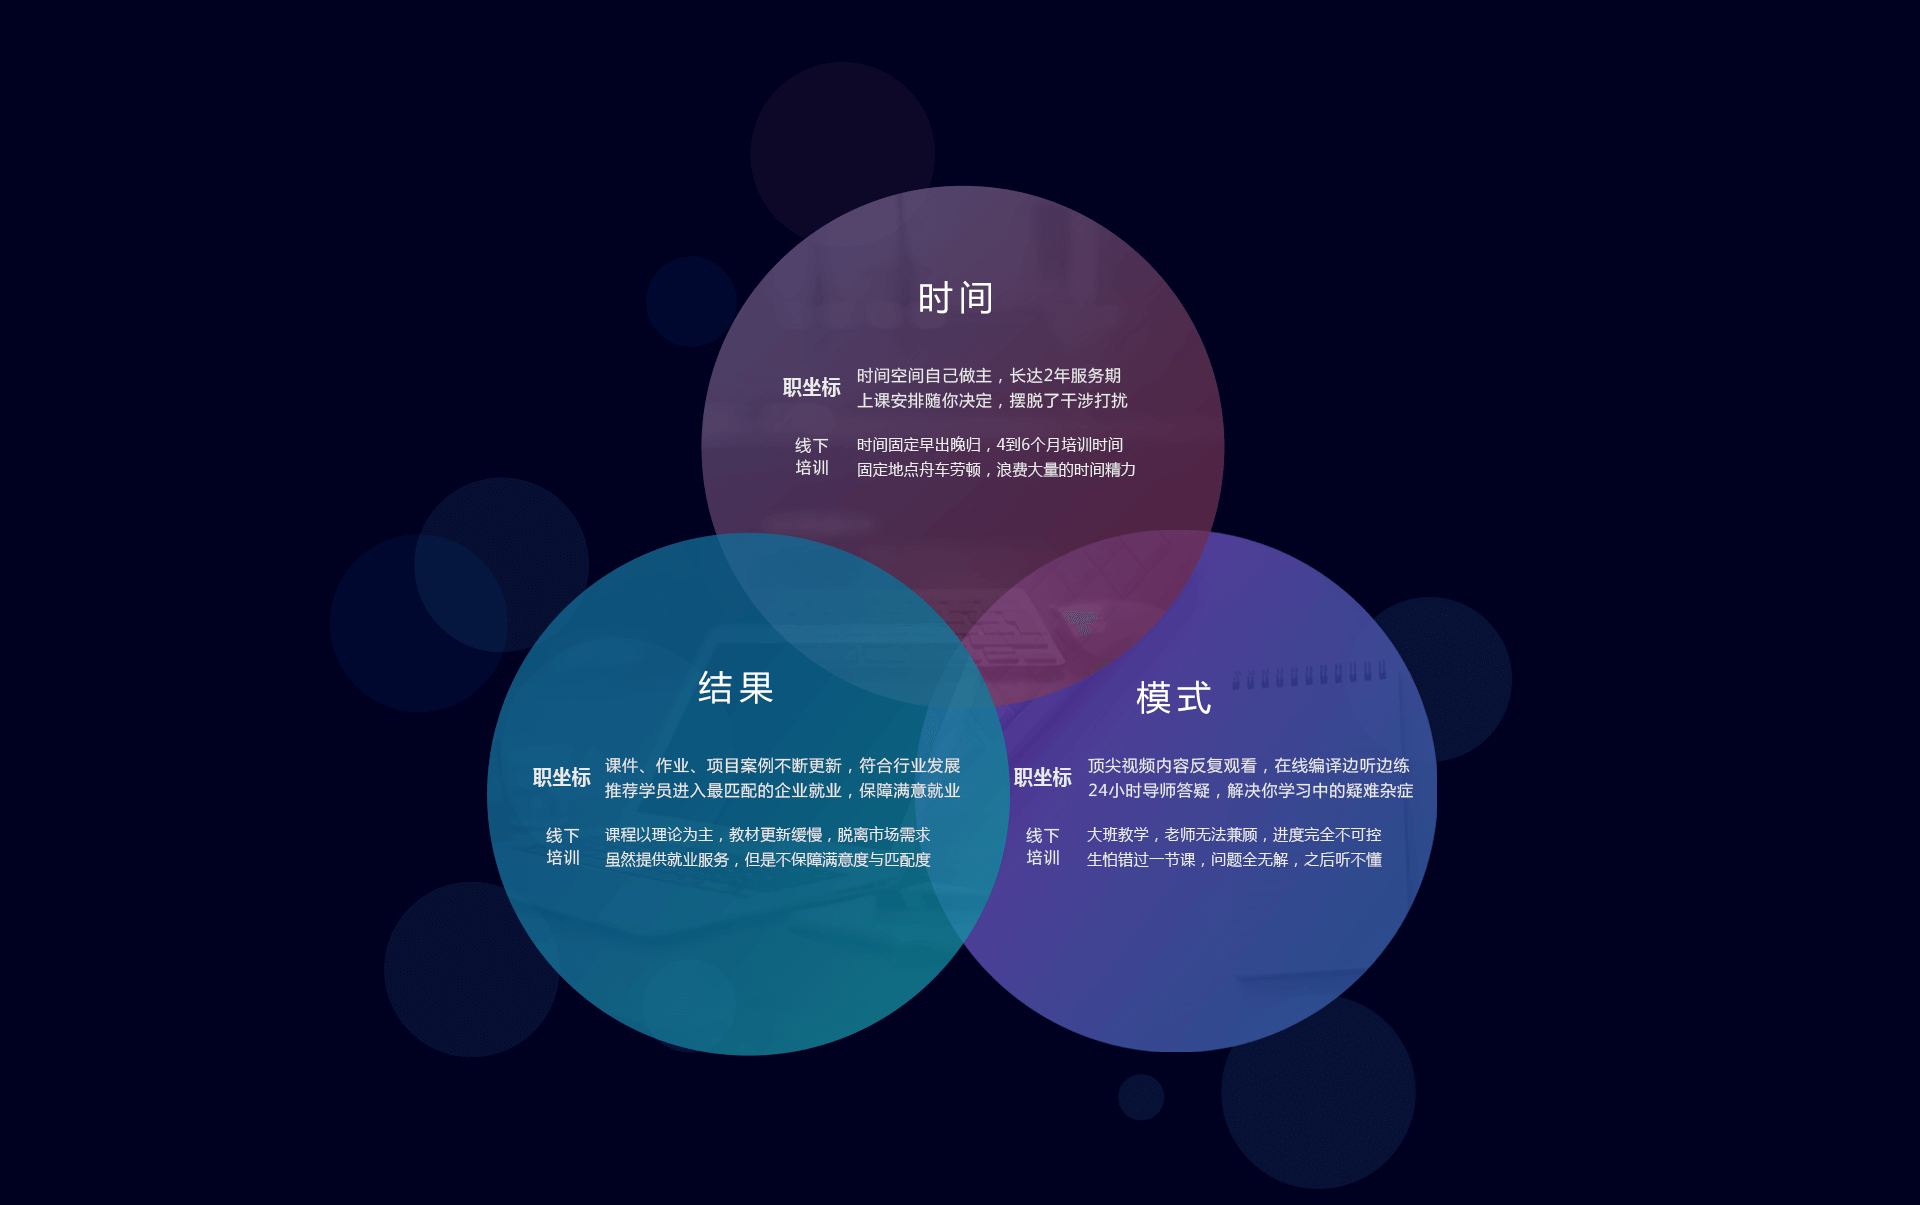 时间
职坐标
时间空间自己做主，长达2年服务期
上课安排随你决定，摆脱了干涉打扰
线下
培训
时间固定早出晚归，4到6个月培训时间
固定地点舟车劳顿，浪费大量的时间精力
结果
职坐标
课件、作业、项目案例不断更新，符合行业发展
推荐学员进入最匹配的企业就业，保障满意就业
线下
培训
课程以理论为主，教材更新缓慢，脱离市场需求
虽然提供就业服务，但是不保障满意度与匹配度
模式
职坐标
顶尖视频内容反复观看，在线编译边听边练
24小时导师答疑，解决你学习中的疑难杂症
线下
培训
大班教学，老师无法兼顾，进度完全不可控
生怕错过一节课，问题全无解，之后听不懂